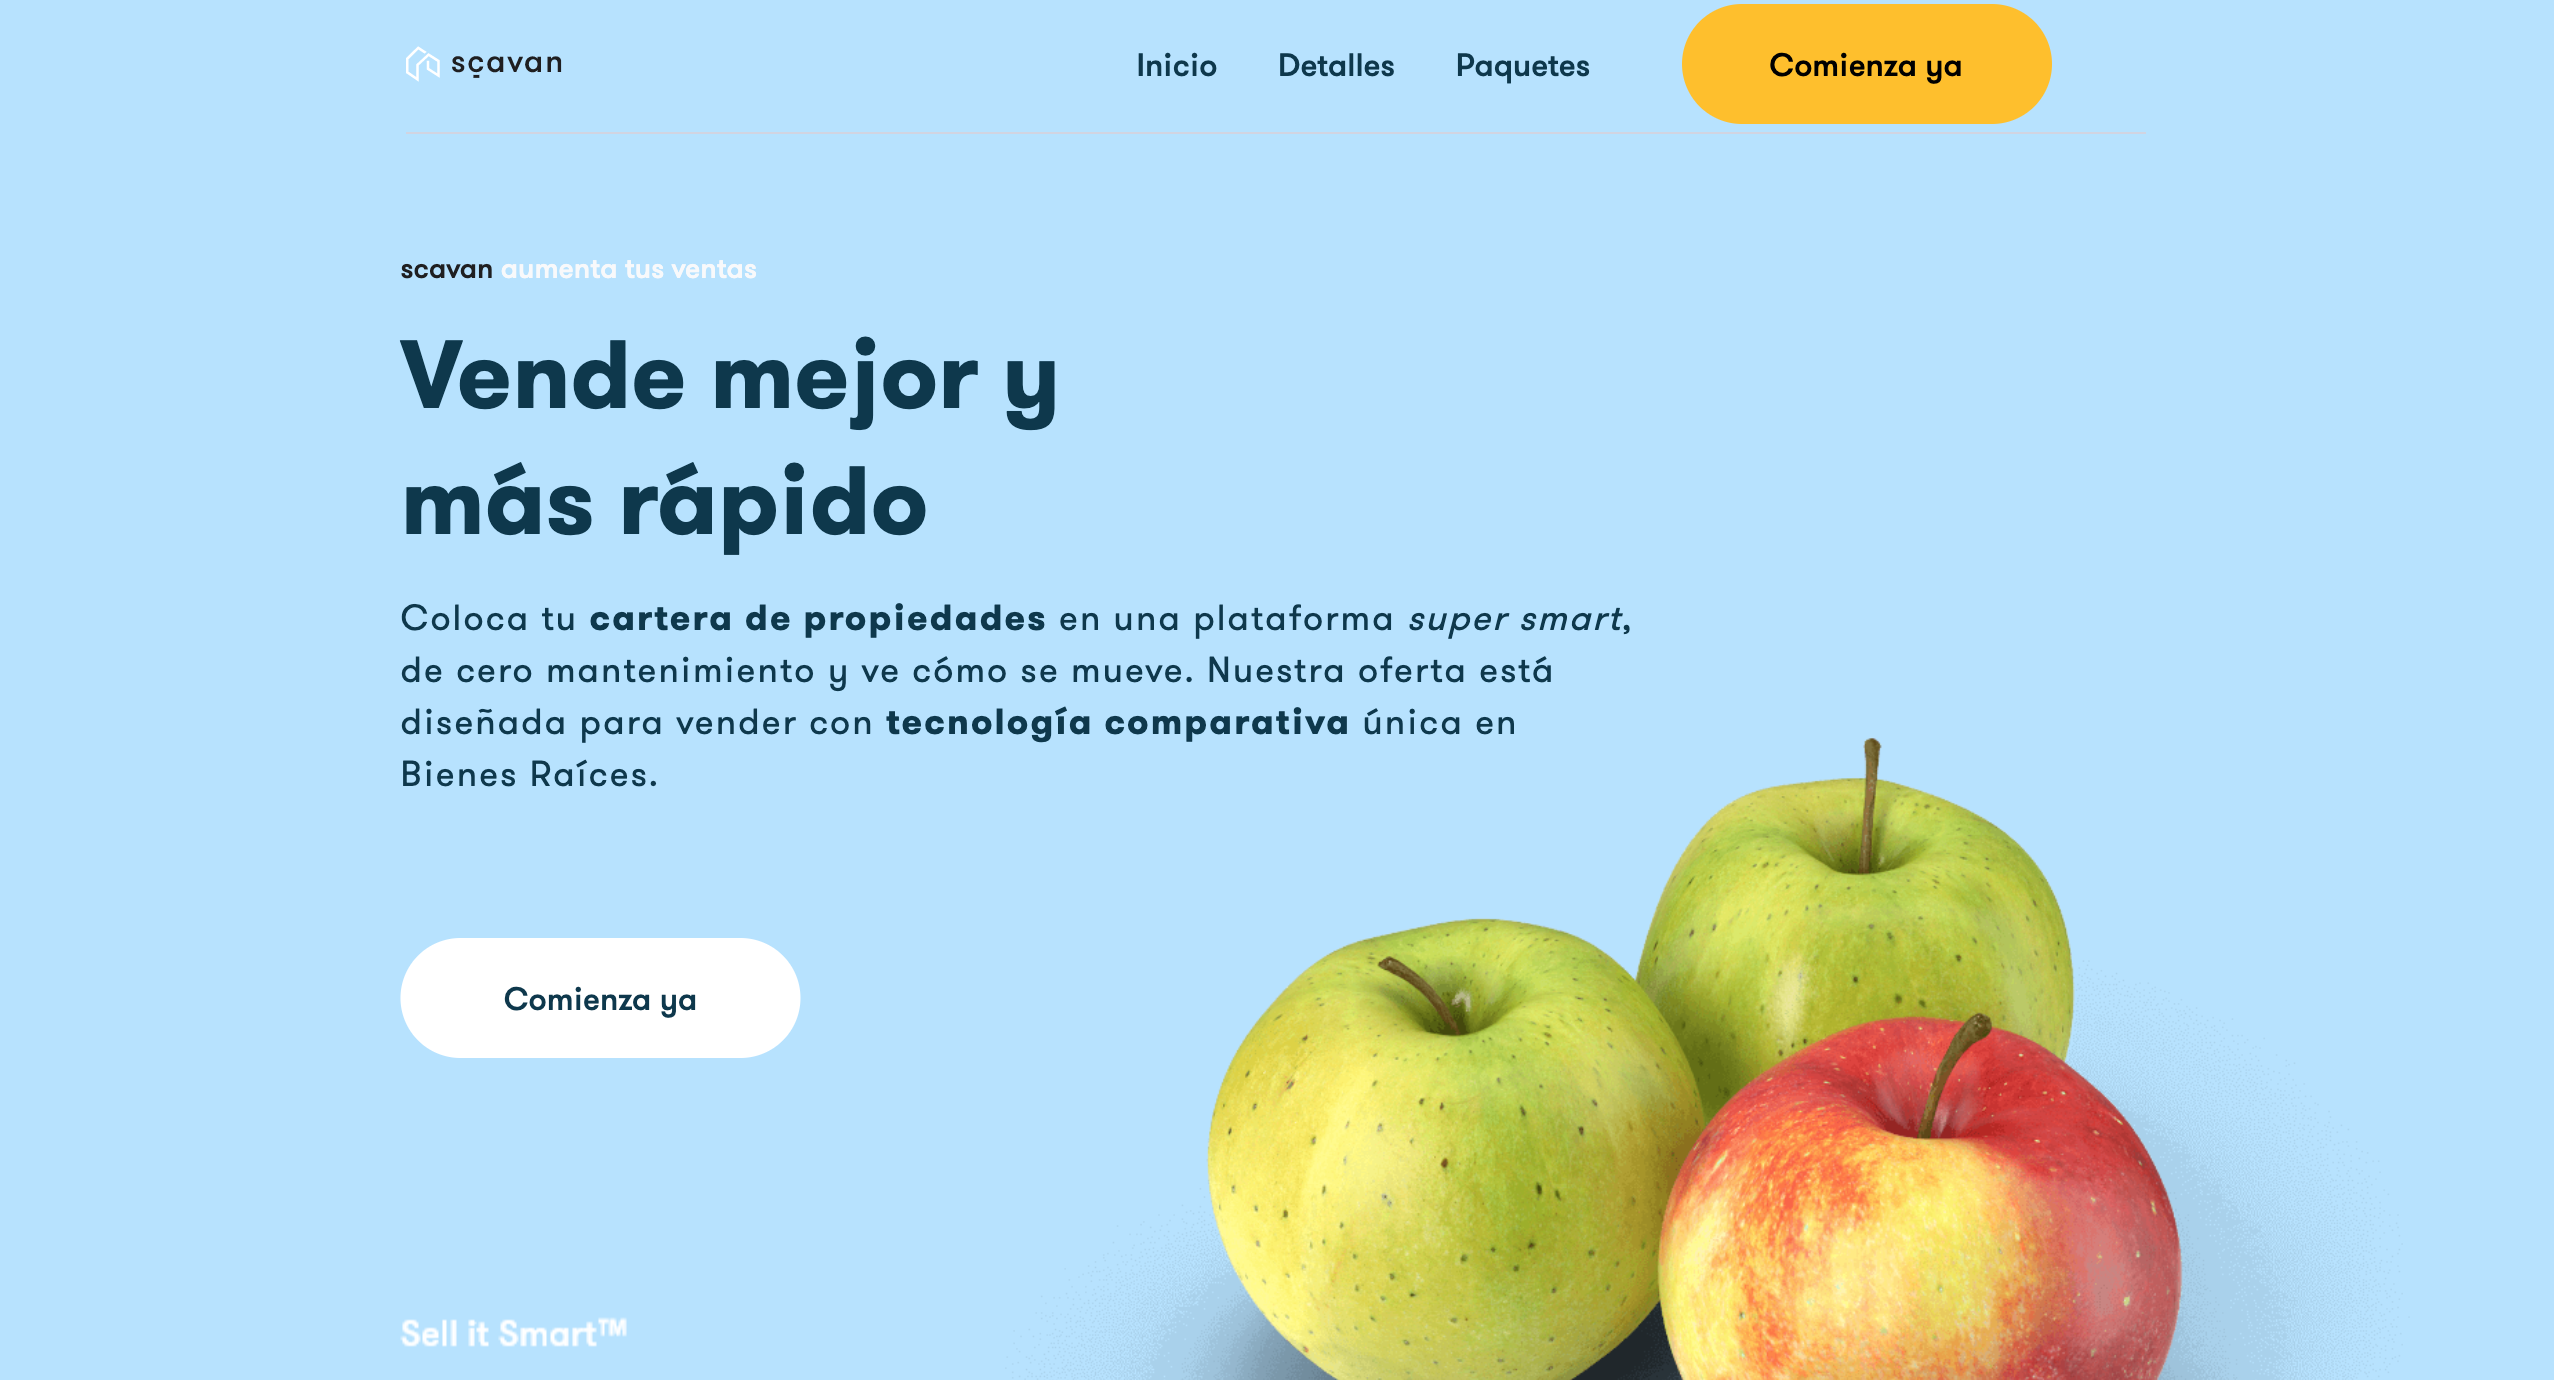 sçavan
Inicio Detalles Paquetes Comienza ya
scavan aumenta tus ventas
Vende mejor y
más rápido
Coloca tu cartera de propiedades en una plataforma super smart,
de cero mantenimiento y ve cómo se mueve. Nuestra oferta está
diseñada para vender con tecnología comparativa única en
Bienes Raíces.
Comienza ya
Sell it Smart™